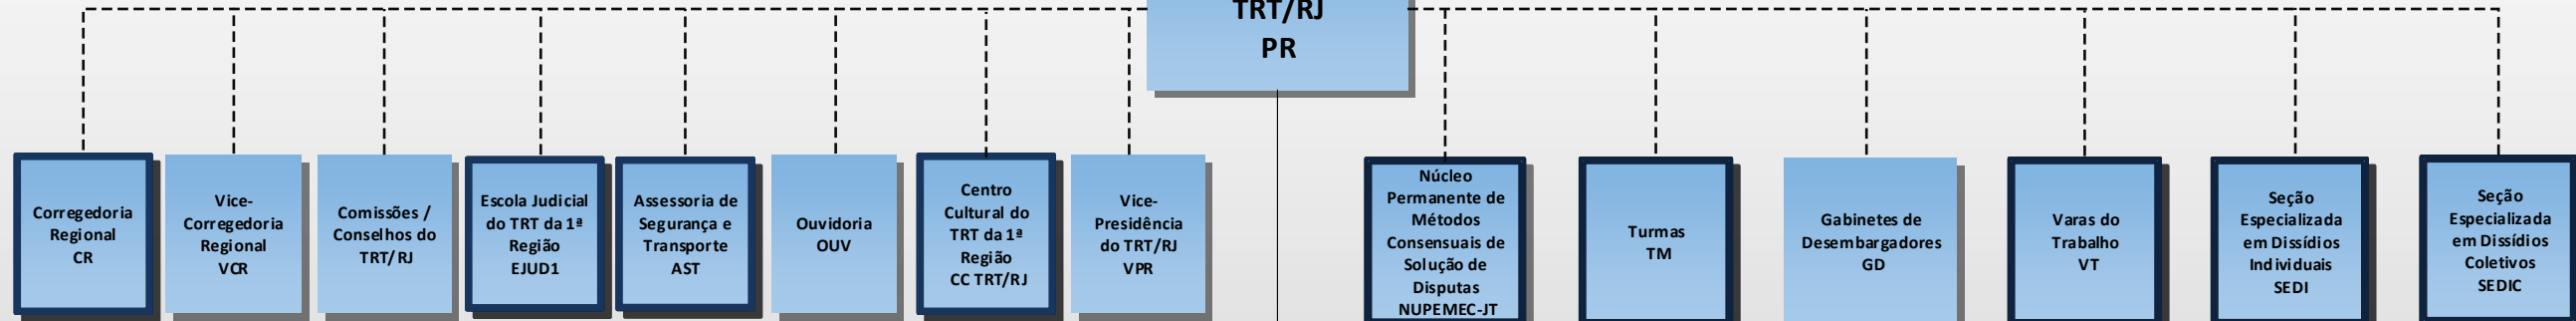 TRT/RJ
PR
Corregedoria
Regional
CR
Vice-
Corregedoria
Regional
VCR
Comissões /
Conselhos do
TRT/RJ
Escola Judicial
do TRT da 1ª
Região
EJUD1
Assessoria de
Segurança e
Transporte
AST
Ouvidoria
OUV
Centro
Cultural do
TRT da 1ª
Região
CC TRT/RJ
Vice-
Presidência
do TRT/RJ
VPR
Núcleo
Permanente de
Métodos
Consensuais de
Solução de
Disputas
NUPEMEC-JT
Turmas
TM
Gabinetes de
Desembargadores
GD
Varas do
Trabalho
VT
Seção
Especializada
em Dissídios
Individuais
SEDI
Seção
Especializada
em Dissídios
Coletivos
SEDIC